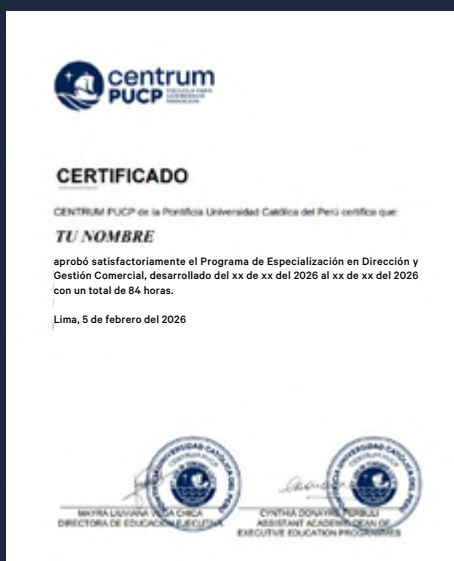 centrum
PUCP
CERTIFICADO
CENTRUM PUCP de la Pontificia Universidad Católica del Perú certifica que:
TU NOMBRE
aprobó satisfactoriamente el Programa de Especialización en Dirección y
Gestión Comercial, desarrollado del xx de xx del 2026 al xx de xx del 2026
con un total de 84 horas.
Lima, 5 de febrero del 2026
MAYRA LILIVIANA VEGA CHICA
DIRECTORA DE EDUCACIÓN EJECUTIVA
CYNTHIA DONAYRE
ASSISTANT ACADEMIC DEAN OF
EXECUTIVE EDUCATION PROGRAMMES